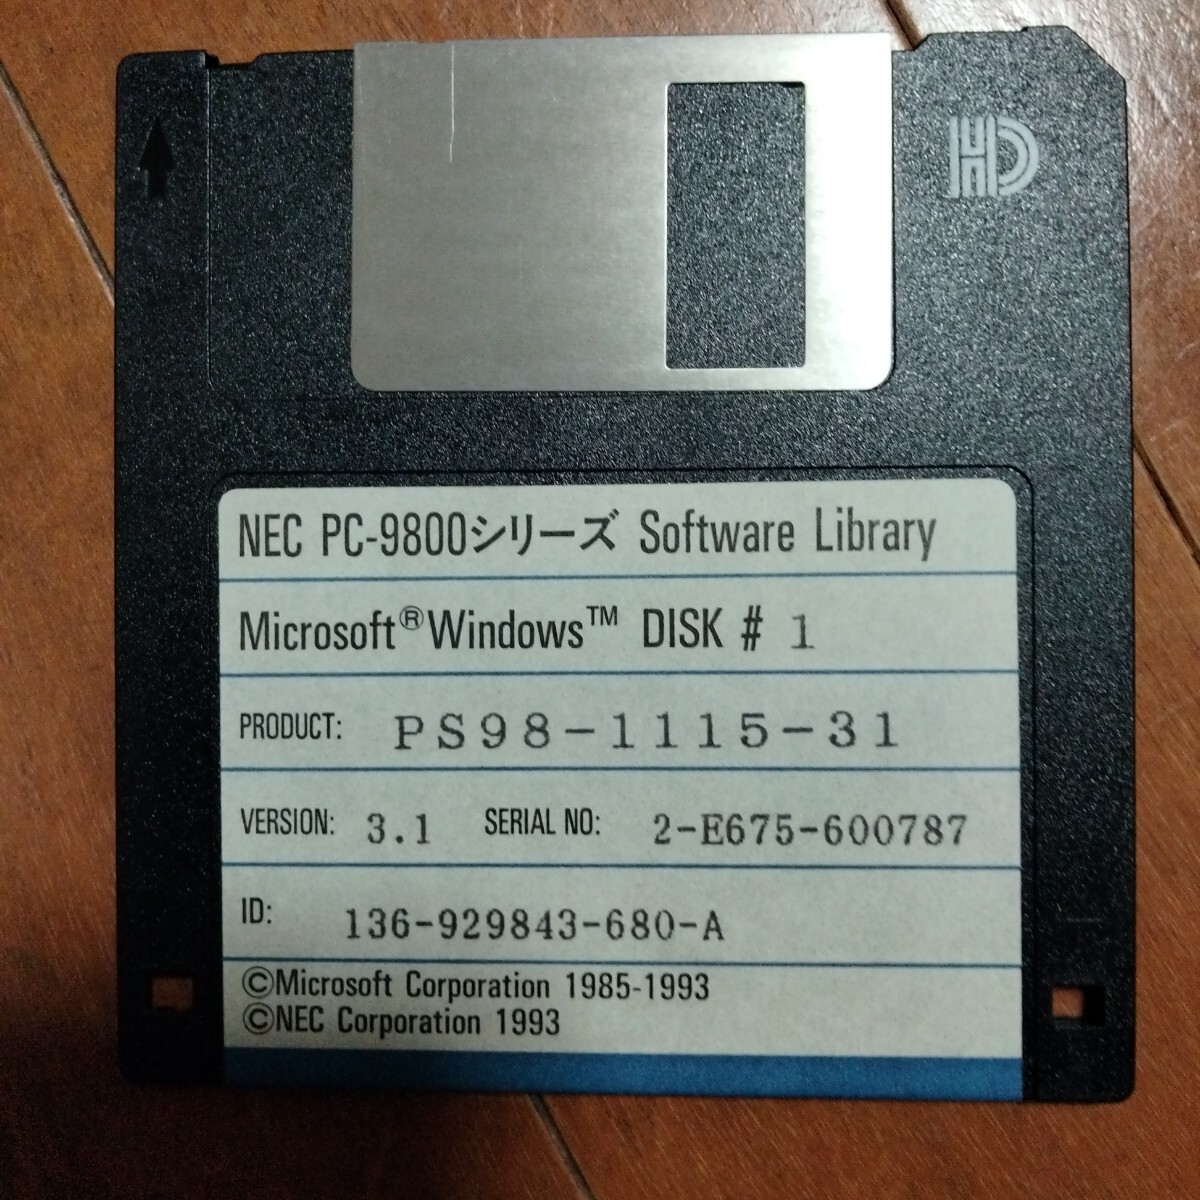 HD
NEC PC-9800シリーズ Software Library
Microsoft®Windows™ DISK # 1
PRODUCT: PS98-1115-31
VERSION: 3.1 SERIAL NO: 2-E675-600787
ID: 136-929843-680-A
©Microsoft Corporation 1985-1993
©NEC Corporation 1993